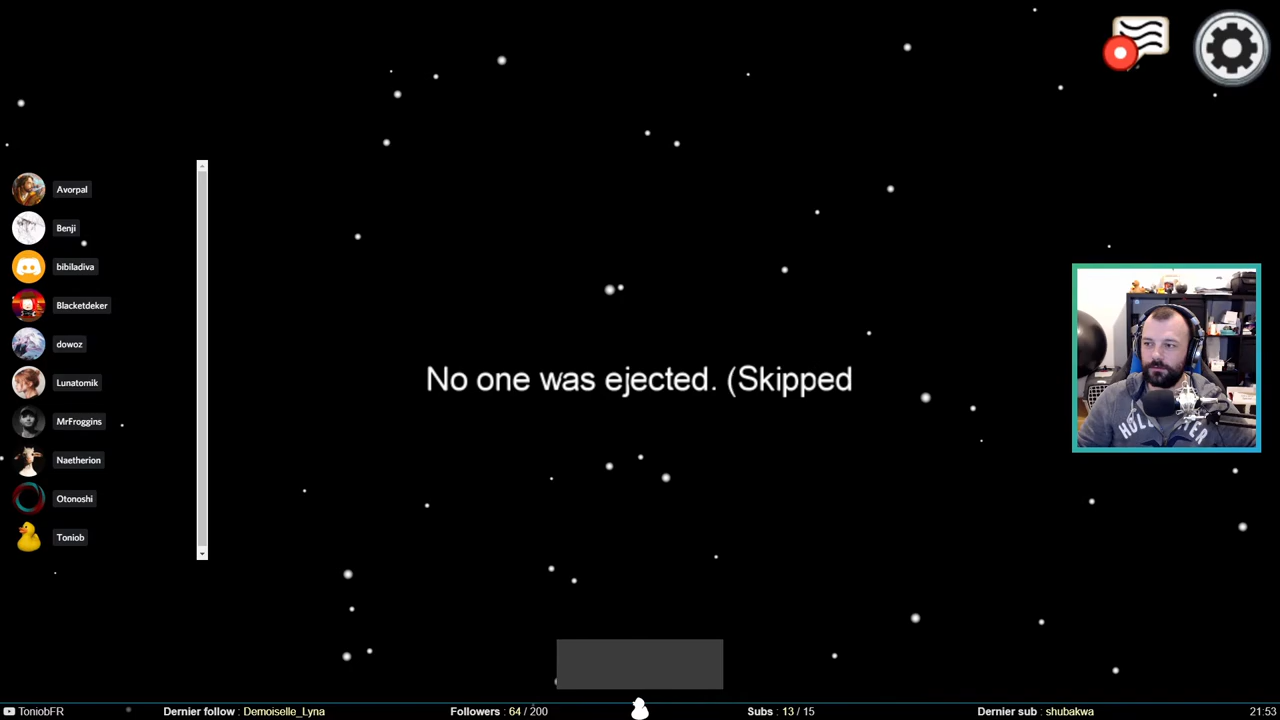 Avorpal
Benji
bibiladiva
Blacketdeker
dowoz
Lunatomik
MrFroggins
Naetherion
Otonoshi
Toniob
No one was ejected. (Skipped
ToniobFR
Dernier follow : Demoiselle_Lyna
Followers : 64 / 200
Subs : 13 / 15
Dernier sub : shubakwa
21:53